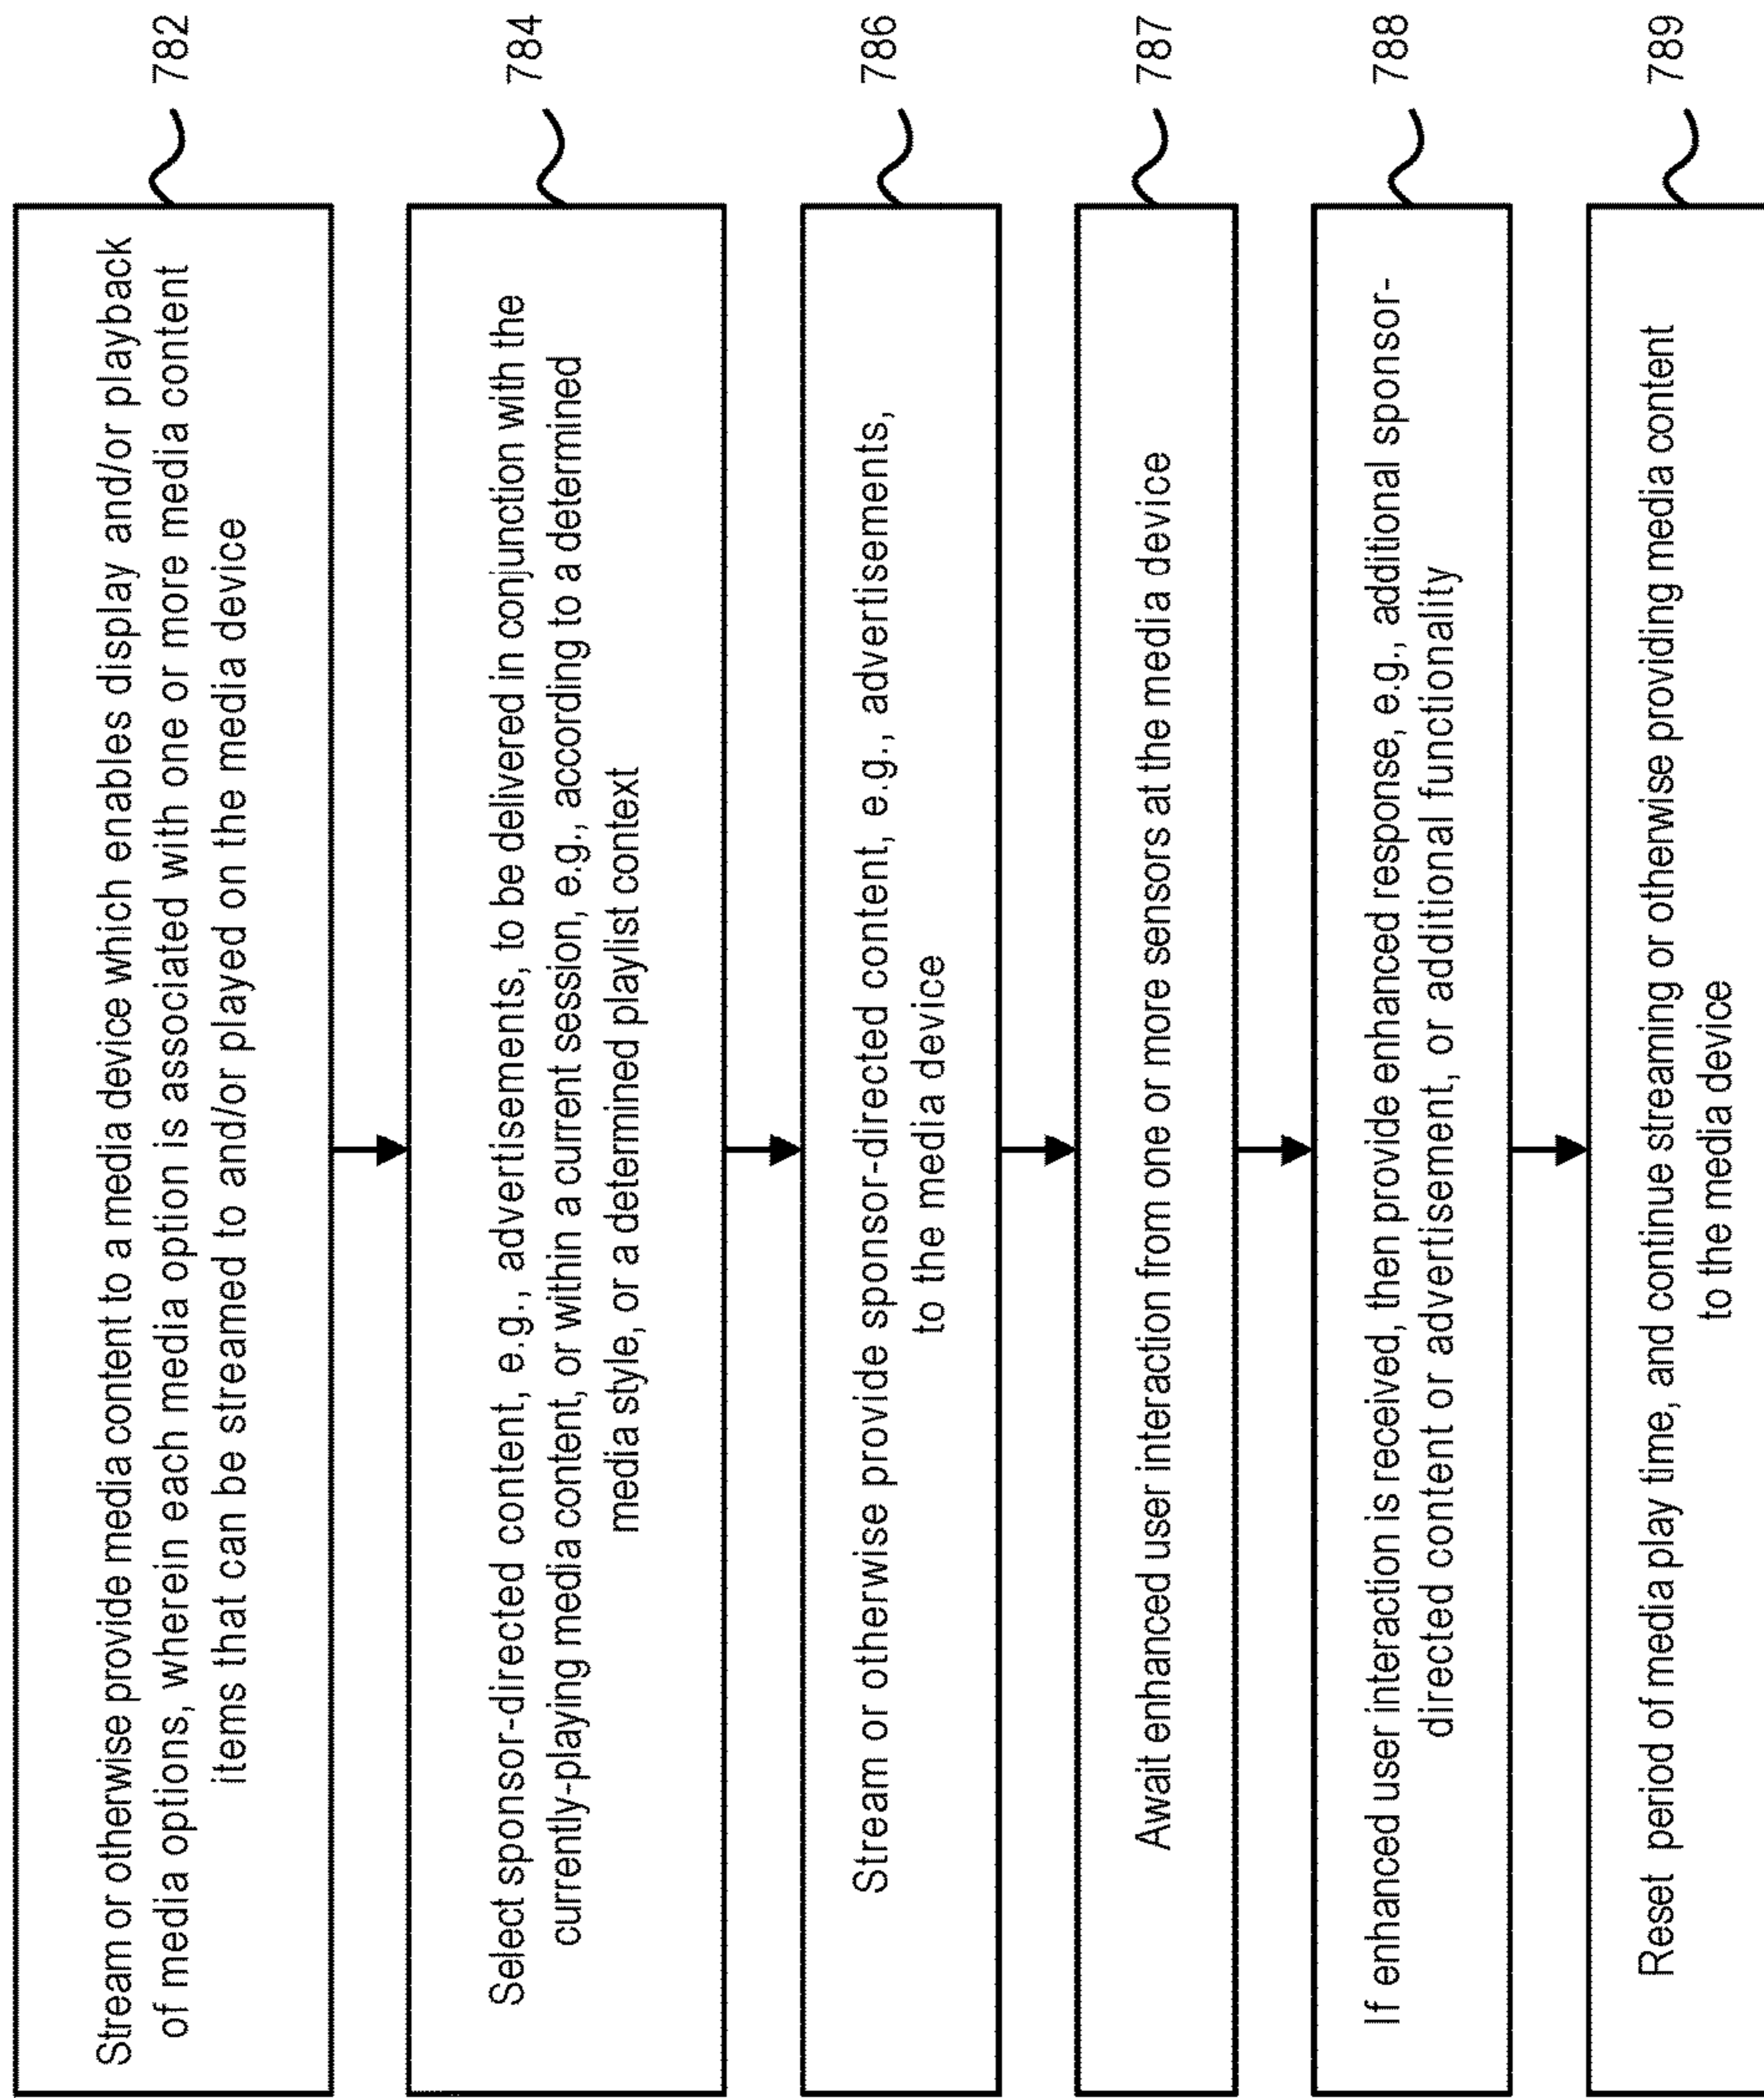 Stream or otherwise provide media content to a media device which enables display and/or playback
of media options, wherein each media option is associated with one or more media content
items that can be streamed to and/or played on the media device
782
Select sponsor-directed content, e.g., advertisements, to be delivered in conjunction with the
currently-playing media content, or within a current session, e.g., according to a determined
media style, or a determined playlist context
784
Stream or otherwise provide sponsor-directed content, e.g., advertisements,
to the media device
786
Await enhanced user interaction from one or more sensors at the media device
787
If enhanced user interaction is received, then provide enhanced response, e.g., additional sponsor-
directed content or advertisement, or additional functionality
788
Reset period of media play time, and continue streaming or otherwise providing media content
to the media device
789